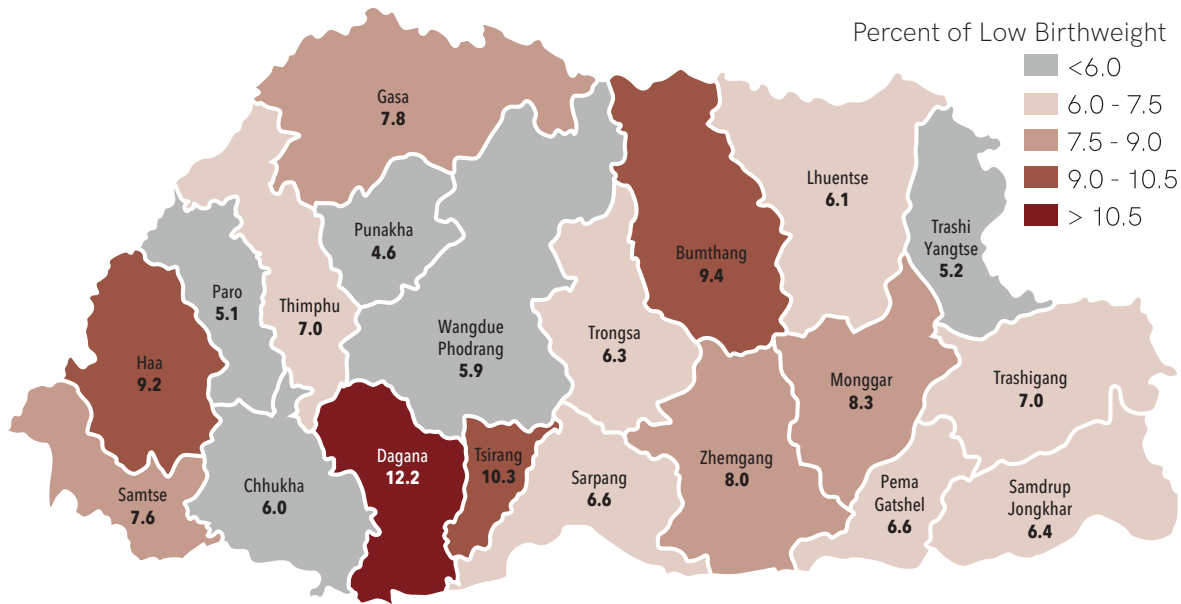 Percent of Low Birthweight
<6.0
6.0 - 7.5
7.5 - 9.0
9.0 - 10.5
> 10.5
Gasa
7.8
Punakha
4.6
Paro
5.1
Thimphu
7.0
Haa
9.2
Wangdue
Phodrang
5.9
Trongsa
6.3
Bumthang
9.4
Lhuentse
6.1
Trashi
Yangtse
5.2
Monggar
8.3
Trashigang
7.0
Samtse
7.6
Chhukha
6.0
Dagana
12.2
Tsirang
10.3
Sarpang
6.6
Zhemgang
8.0
Pema
Gatshel
6.6
Samdrup
Jongkhar
6.4